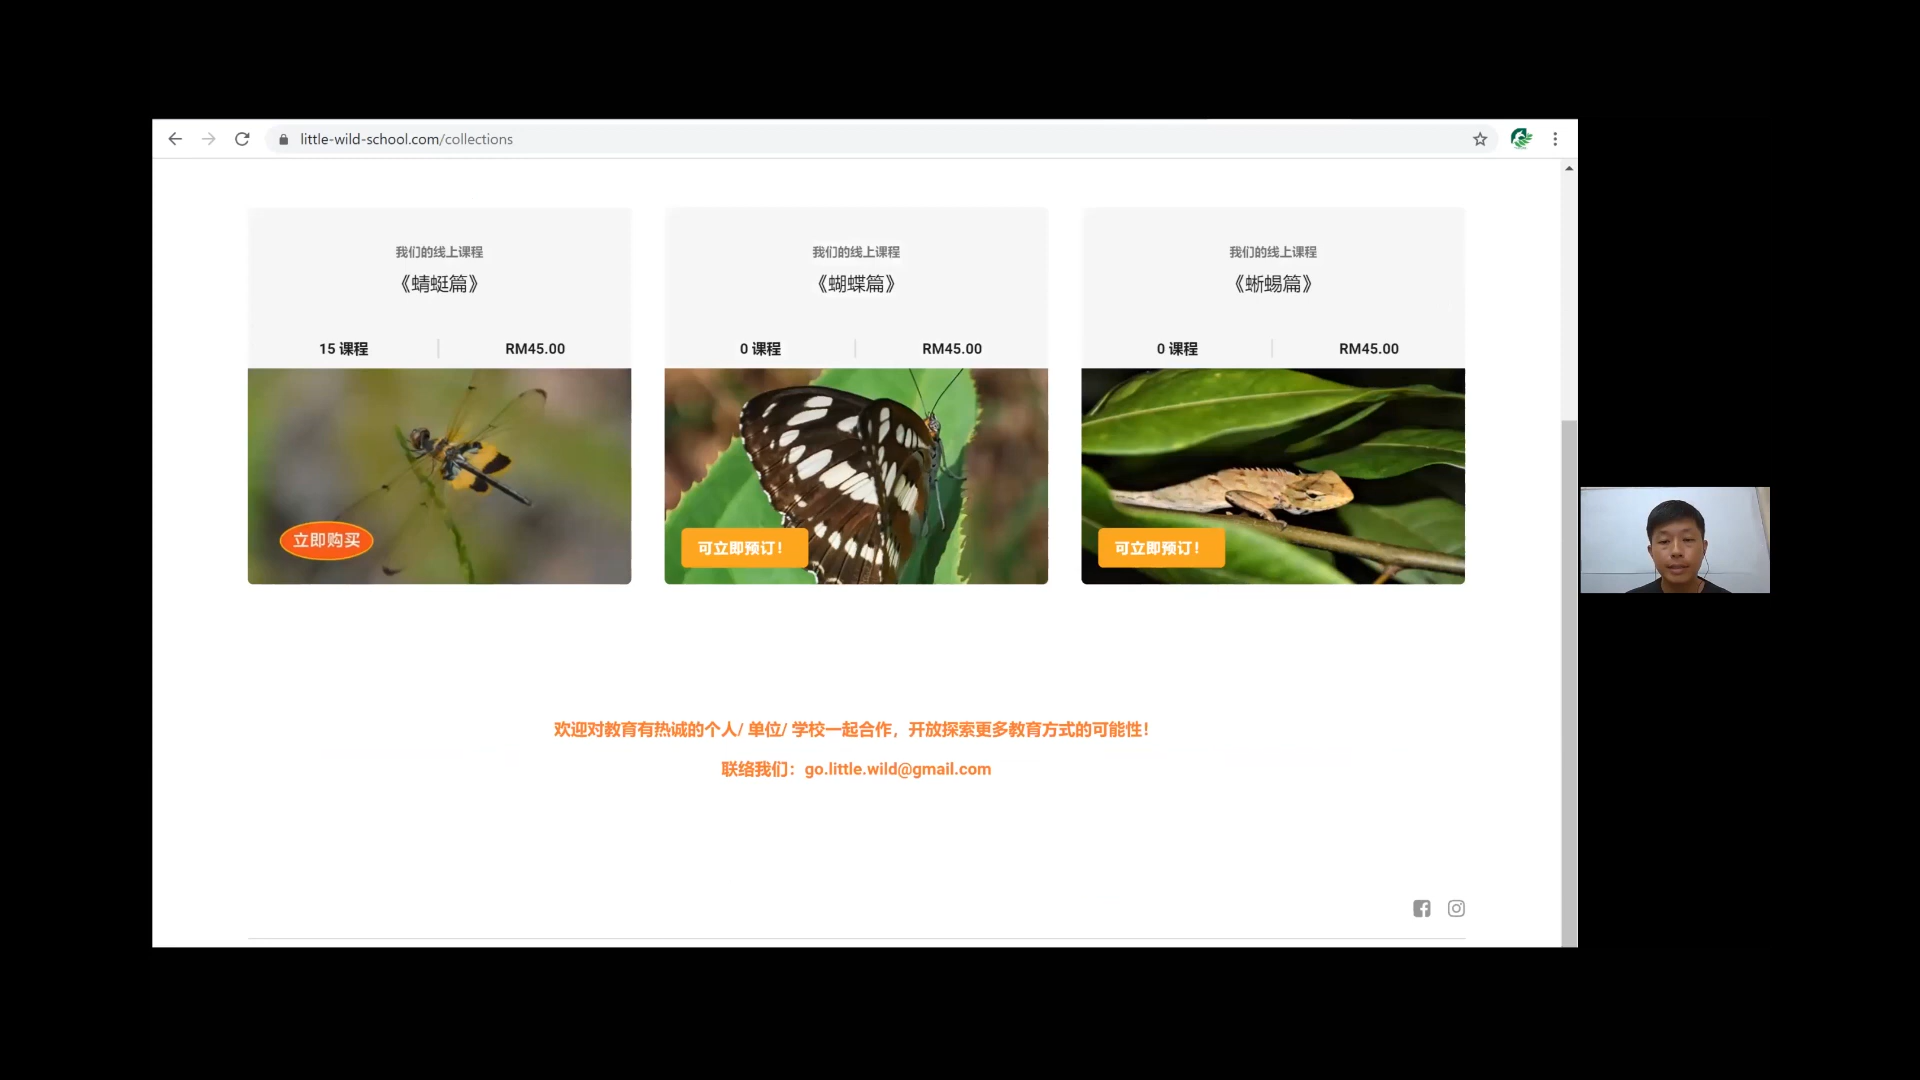 little-wild-school.com/collections
我们的线上课程
《蜻蜓篇》
15 课程
RM45.00
立即购买
我们的线上课程
《蝴蝶篇》
0 课程
RM45.00
可立即预订！
我们的线上课程
《蜥蜴篇》
0 课程
RM45.00
可立即预订！
欢迎对教育有热诚的个人/ 单位/ 学校一起合作，开放探索更多教育方式的可能性！
联络我们：go.little.wild@gmail.com